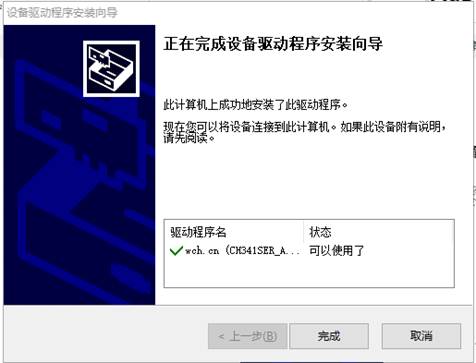 设备驱动程序安装向导
正在完成设备驱动程序安装向导
此计算机上成功地安装了此驱动程序。
现在您可以将设备连接到此计算机。如果此设备附有说明，
请先阅读。
驱动程序名 状态
wch.cn (CH341SER_A... 可以使用了
< 上一步(B) 完成 取消